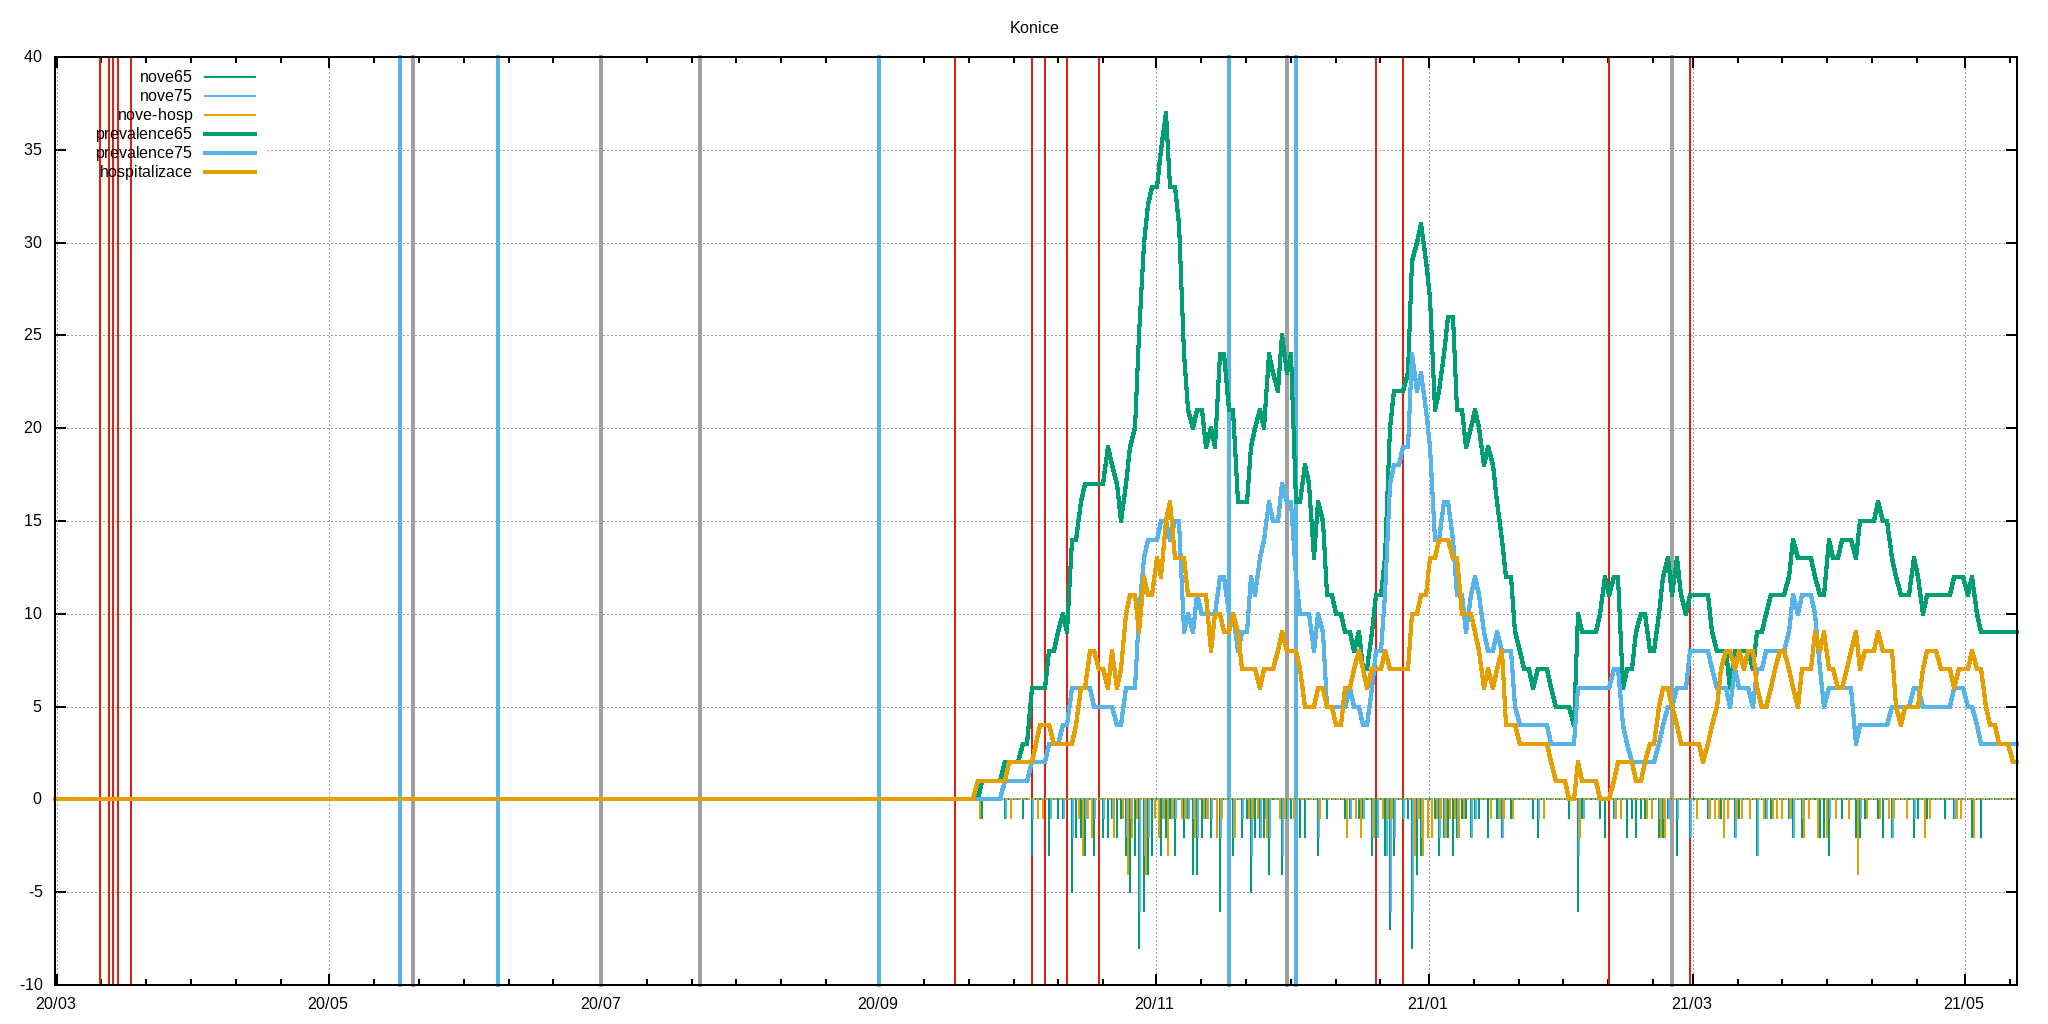 Konice
40
35
30
25
20
15
10
5
0
-5
-10
nove65
nove75
nove-hosp
prevalence65
prevalence75
hospitalizace
20/03 20/05 20/07 20/09 20/11 21/01 21/03 21/05